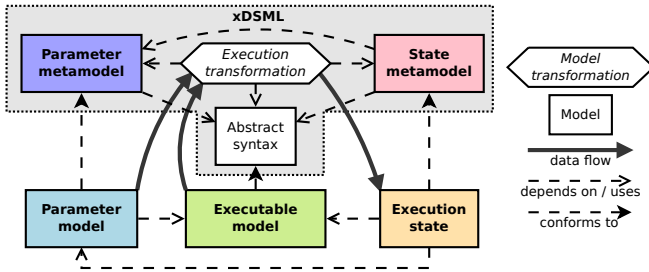 xDSML
Parameter
metamodel
Execution
transformation
State
metamodel
Abstract
syntax
Parameter
model
Executable
model
Execution
state
Model
transformation
Model
data flow
depends on / uses
conforms to